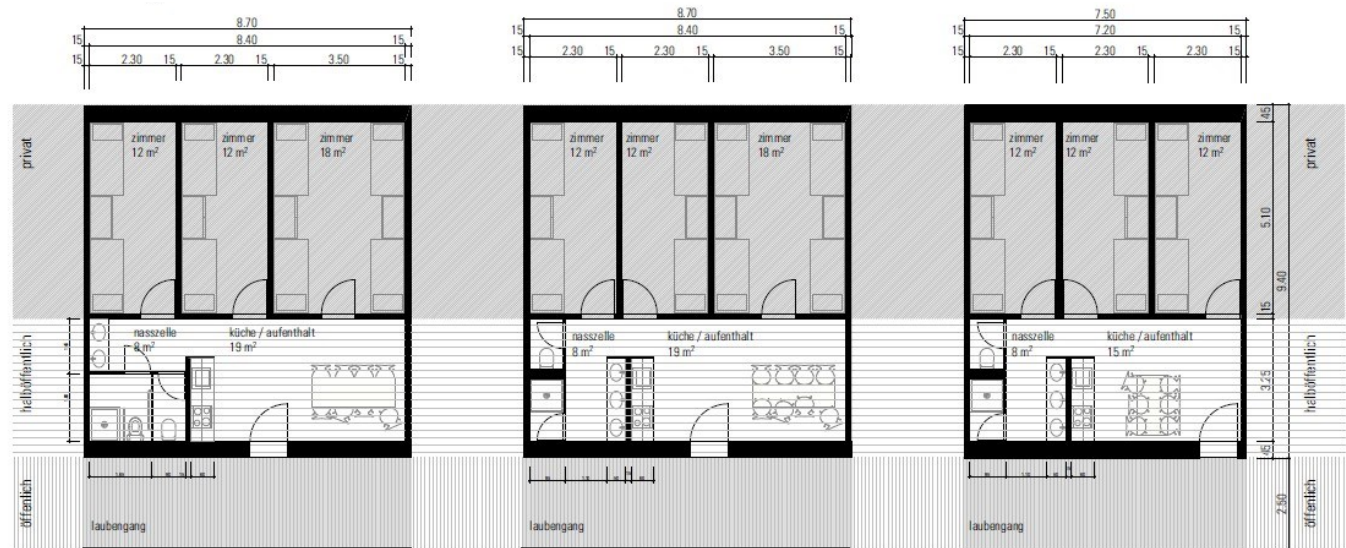 8.70
15 8.40 15
15 2.30 15 2.30 15 3.50 15
8.70
15 8.40 15
15 2.30 15 2.30 15 3.50 15
7.50
15 7.20 15
15 2.30 15 2.30 15 2.30 15
privat
zimmer
12 m²
zimmer
12 m²
zimmer
18 m²
zimmer
12 m²
zimmer
12 m²
zimmer
18 m²
zimmer
12 m²
zimmer
12 m²
zimmer
12 m²
45
5.10
9.40
15
3.25
45
2.50
privat
halböffentlich
nasszelle
8 m²
küche / aufenthalt
19 m²
nasszelle
8 m²
küche / aufenthalt
19 m²
nasszelle
8 m²
küche / aufenthalt
15 m²
halböffentlich
öffentlich
laubengang
laubengang
laubengang
öffentlich